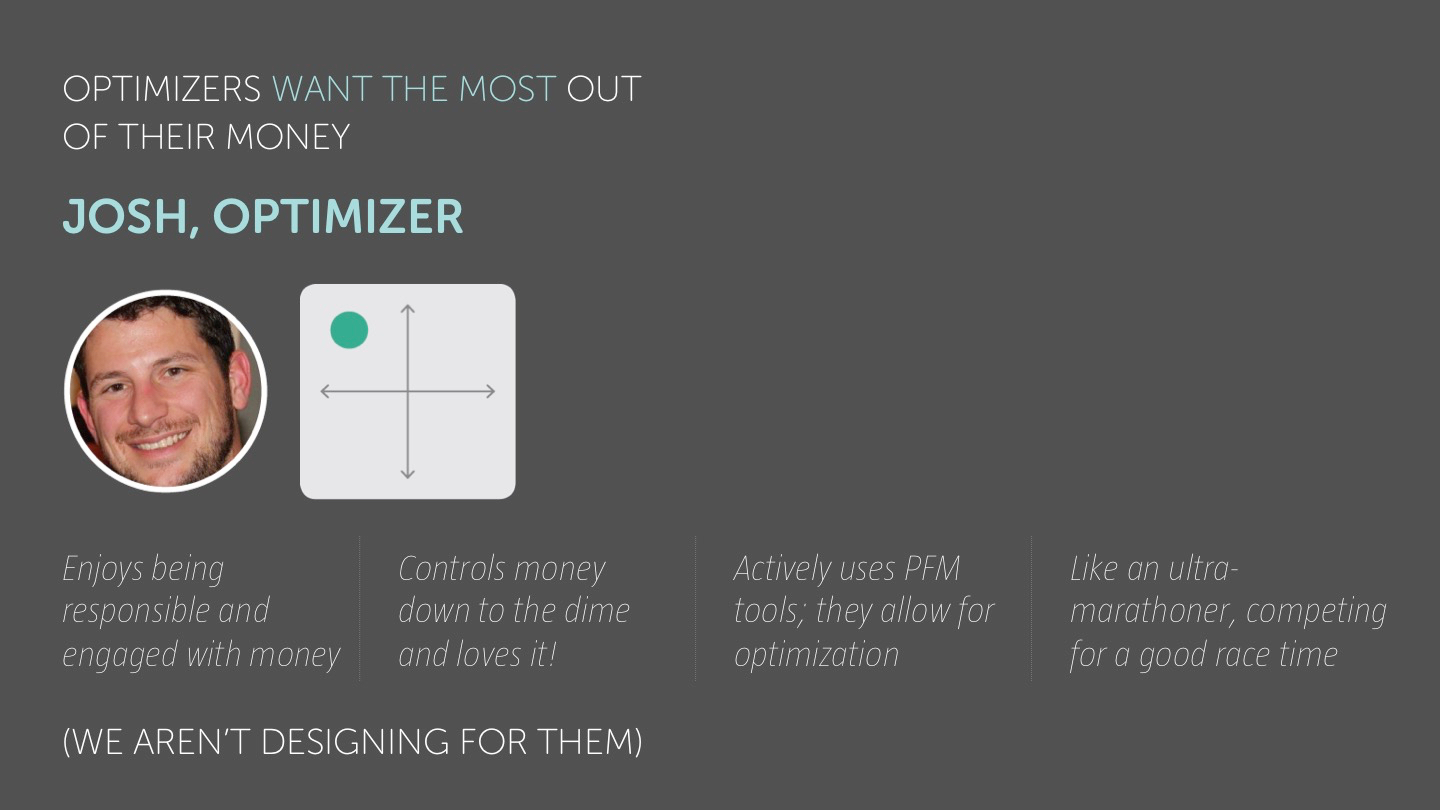 OPTIMIZERS WANT THE MOST OUT
OF THEIR MONEY
JOSH, OPTIMIZER
Enjoys being
responsible and
engaged with money
Controls money
down to the dime
and loves it!
Actively uses PFM
tools; they allow for
optimization
Like an ultra-
marathoner, competing
for a good race time
(WE AREN’T DESIGNING FOR THEM)